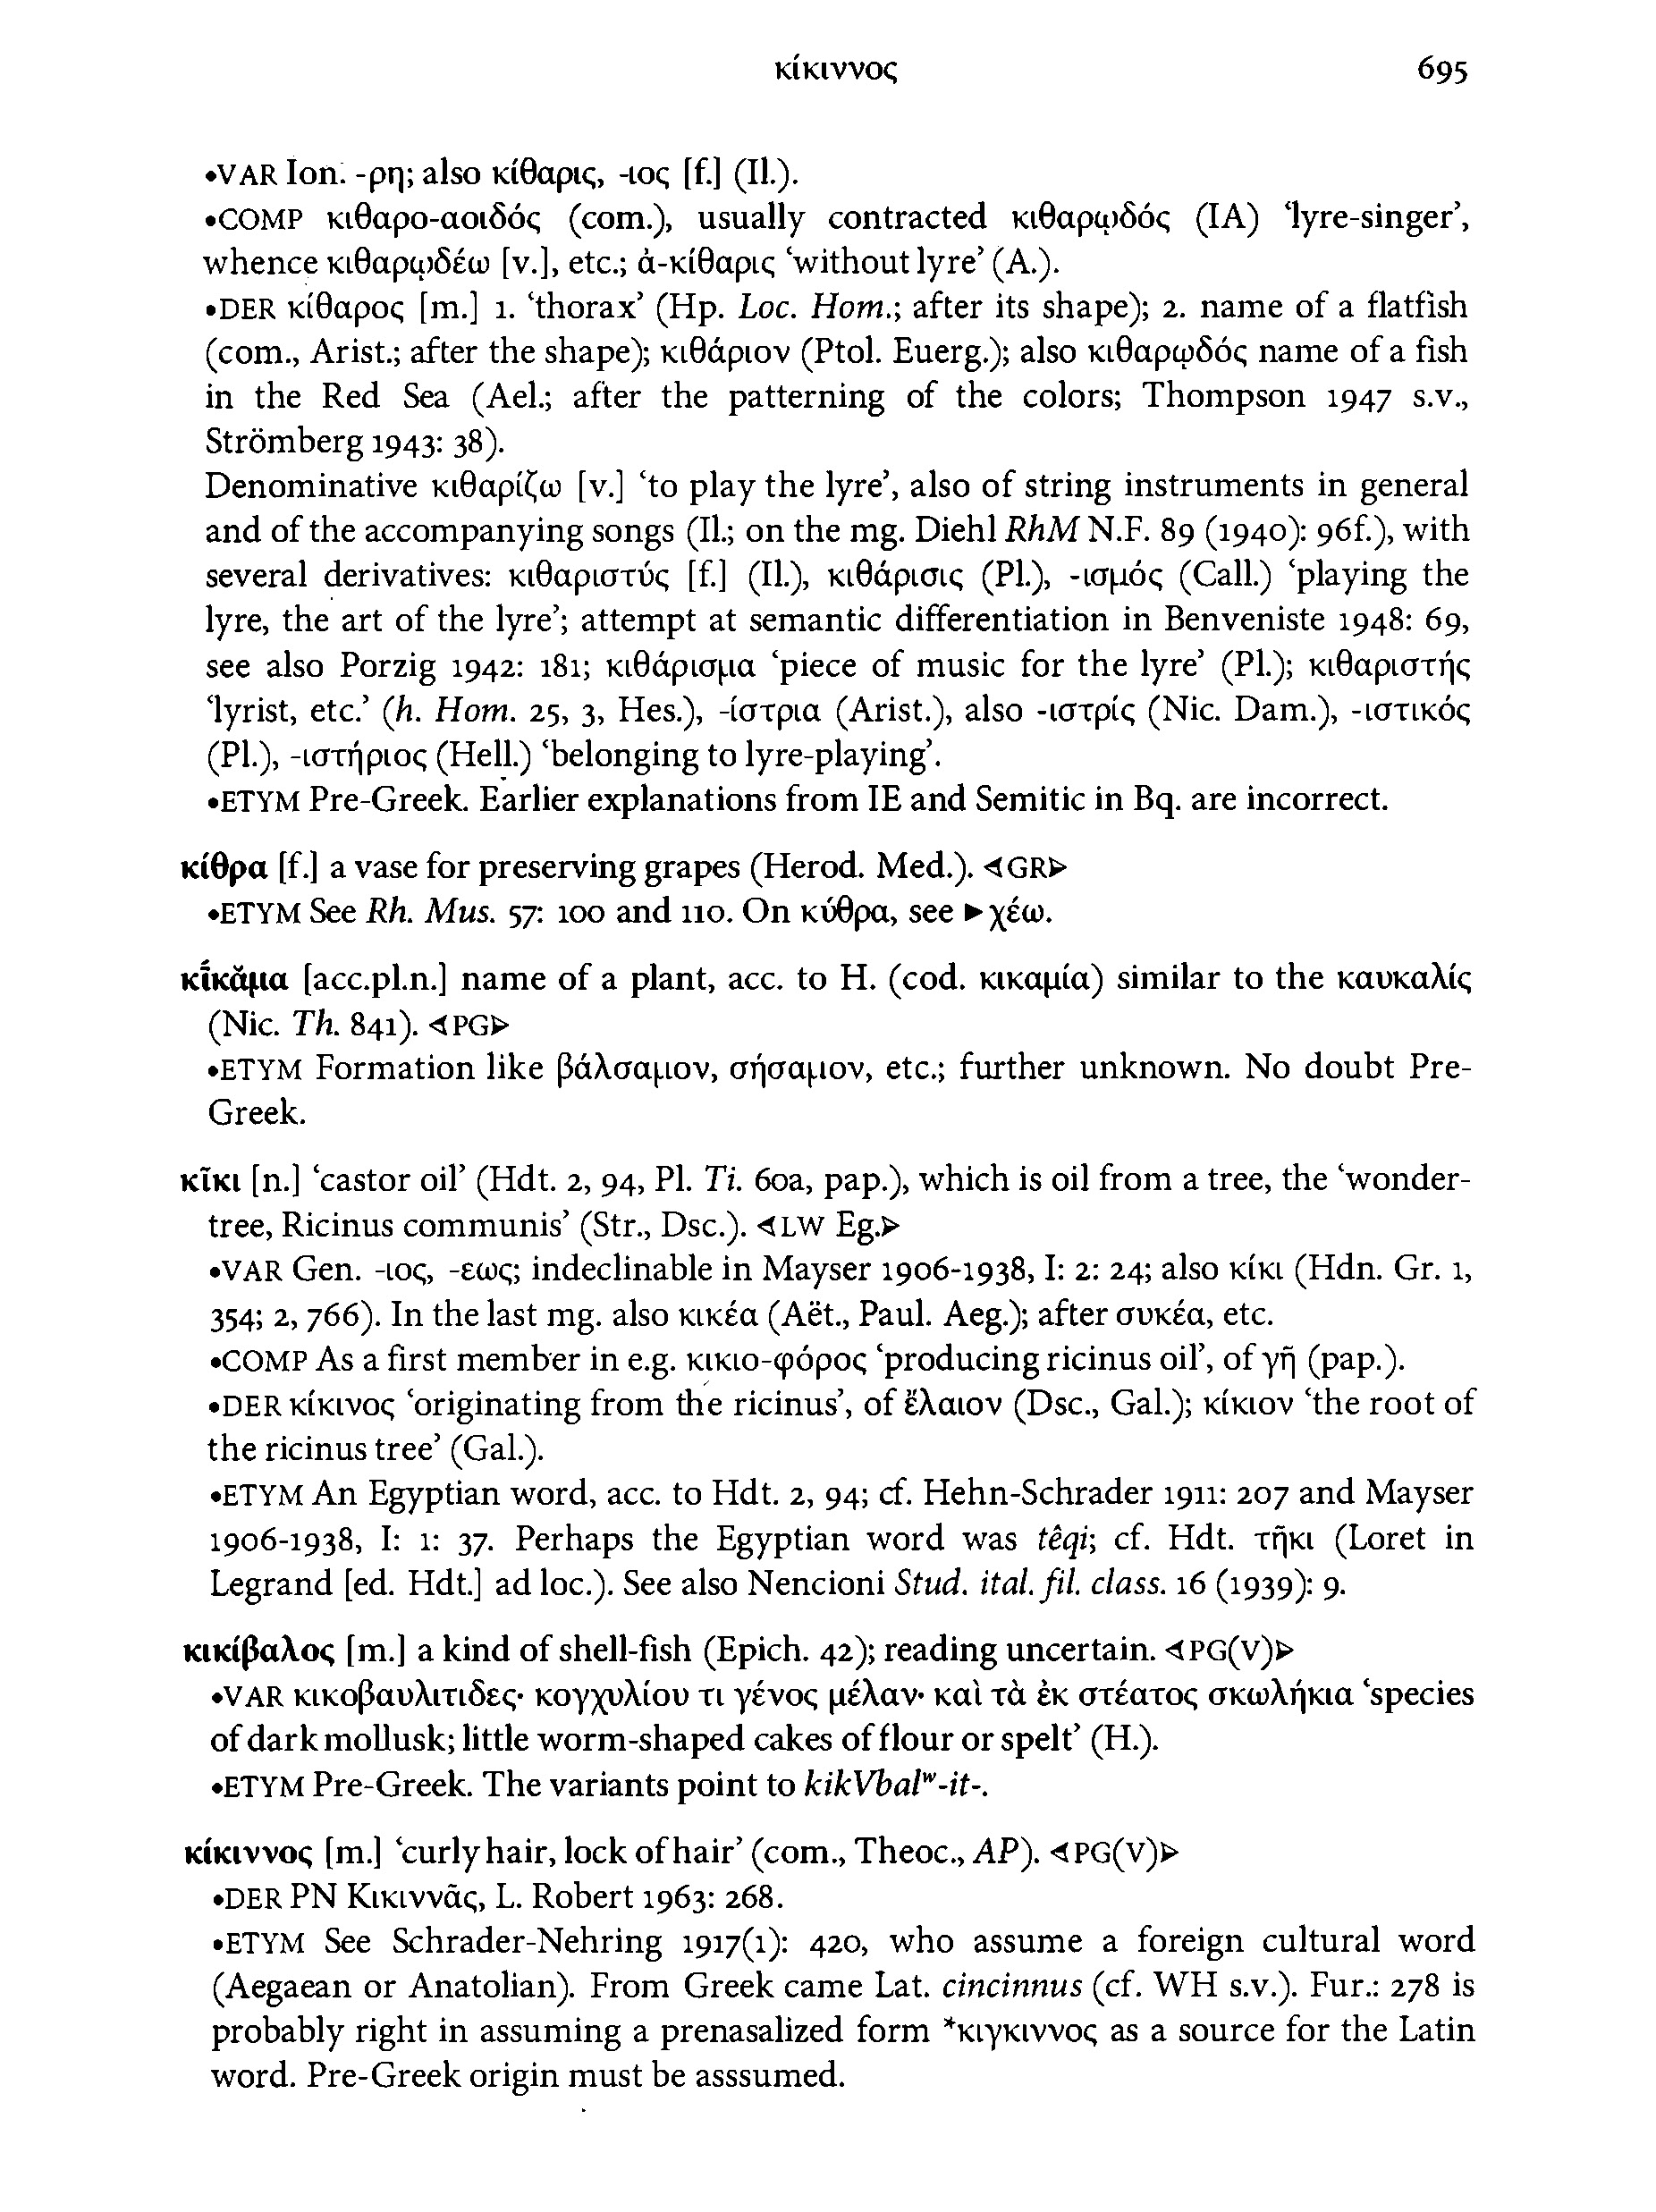 κίκιννος 695
•VAR Ion. -ρη; also κίθαρις, -ιος [f.] (Il.).
•COMP κιθαρο-αοιδός (com.), usually contracted κιθαρῳδός (IA) ‘lyre-singer’,
whence κιθαρῳδέω [v.], etc.; ἀ-κίθαρις ‘without lyre’ (A.).
•DER κίθαρος [m.] 1. ‘thorax’ (Hp. Loc. Hom.; after its shape); 2. name of a flatfish
(com., Arist.; after the shape); κιθάριον (Ptol. Euerg.); also κιθαρῳδός name of a fish
in the Red Sea (Ael.; after the patterning of the colors; Thompson 1947 s.v.,
Strömberg 1943: 38).
Denominative κιθαρίζω [v.] ‘to play the lyre’, also of string instruments in general
and of the accompanying songs (Il.; on the mg. Diehl RhM N.F. 89 (1940): 96f.), with
several derivatives: κιθαριστύς [f.] (Il.), κιθάρισις (Pl.), -ισμός (Call.) ‘playing the
lyre, the art of the lyre’; attempt at semantic differentiation in Benveniste 1948: 69,
see also Porzig 1942: 181; κιθάρισμα ‘piece of music for the lyre’ (Pl.); κιθαριστής
‘lyrist, etc.’ (h. Hom. 25, 3, Hes.), -ίστρια (Arist.), also -ιστρίς (Nic. Dam.), -ιστικός
(Pl.), -ιστήριος (Hell.) ‘belonging to lyre-playing’.
•ETYM Pre-Greek. Earlier explanations from IE and Semitic in Bq. are incorrect.
κίθρα [f.] a vase for preserving grapes (Herod. Med.). ⊲GR⊳
•ETYM See Rh. Mus. 57: 100 and 110. On κύθρα, see ►χέω.
κῑ́κᾰμα [acc.pl.n.] name of a plant, acc. to H. (cod. κικαμία) similar to the καυκαλίς
(Nic. Th. 841). ⊲PG⊳
•ETYM Formation like βάλσαμον, σήσαμον, etc.; further unknown. No doubt Pre-
Greek.
κῖκι [n.] ‘castor oil’ (Hdt. 2, 94, Pl. Ti. 60a, pap.), which is oil from a tree, the ‘wonder-
tree, Ricinus communis’ (Str., Dsc.). ⊲LW Eg.⊳
•VAR Gen. -ιος, -εως; indeclinable in Mayser 1906-1938, I: 2: 24; also κίκι (Hdn. Gr. 1,
354; 2, 766). In the last mg. also κικέα (Aët., Paul. Aeg.); after συκέα, etc.
•COMP As a first member in e.g. κικιο-φόρος ‘producing ricinus oil’, of γῆ (pap.).
•DER κίκινος ‘originating from the ricinus’, of ἔλαιον (Dsc., Gal.); κίκιον ‘the root of
the ricinus tree’ (Gal.).
•ETYM An Egyptian word, acc. to Hdt. 2, 94; cf. Hehn-Schrader 1911: 207 and Mayser
1906-1938, I: 1: 37. Perhaps the Egyptian word was têqi; cf. Hdt. τῆκι (Loret in
Legrand [ed. Hdt.] ad loc.). See also Nencioni Stud. ital. fil. class. 16 (1939): 9.
κικίβαλος [m.] a kind of shell-fish (Epich. 42); reading uncertain. ⊲PG(V)⊳
•VAR κικοβαυλιτιδες· κογχυλίου τι γένος μέλαν· καὶ τὰ ἐκ στέατος σκωλήκια ‘species
of dark mollusk; little worm-shaped cakes of flour or spelt’ (H.).
•ETYM Pre-Greek. The variants point to kikVbalʷ-it-.
κίκιννος [m.] ‘curly hair, lock of hair’ (com., Theoc., AP). ⊲PG(V)⊳
•DER PN Κικιννᾶς, L. Robert 1963: 268.
•ETYM See Schrader-Nehring 1917(1): 420, who assume a foreign cultural word
(Aegaean or Anatolian). From Greek came Lat. cincinnus (cf. WH s.v.). Fur.: 278 is
probably right in assuming a prenasalized form *κιγκιννος as a source for the Latin
word. Pre-Greek origin must be asssumed.